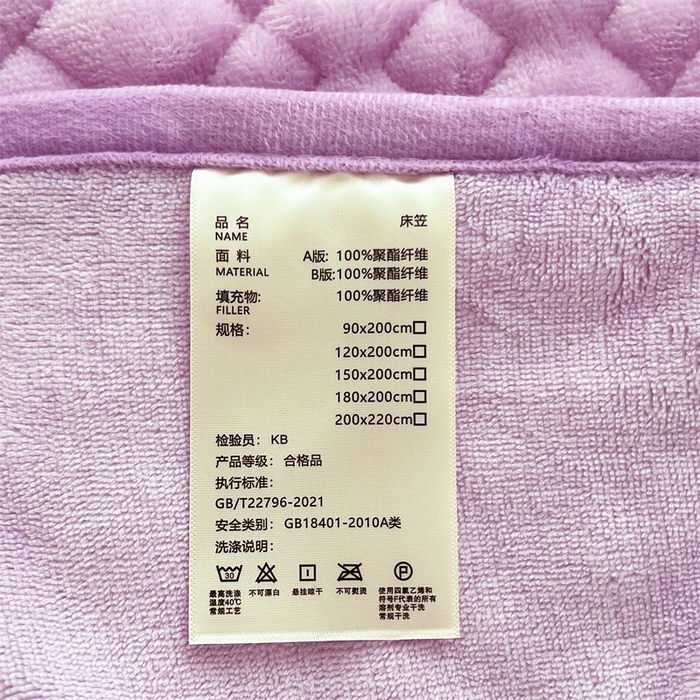 品 名 床笠
NAME
面 料 A版: 100%聚酯纤维
MATERIAL B版:100%聚酯纤维
填充物: 100%聚酯纤维
FILLER
规格: 90x200cm□
120x200cm□
150x200cm□
180x200cm□
200x220cm□
检验员: KB
产品等级: 合格品
执行标准:
GB/T22796-2021
安全类别: GB18401-2010A类
洗涤说明:
30 P
最高洗涤 不可漂白 悬挂晾干 不可熨烫 使用四氯乙烯和
温度40℃ 符号F代表的所有
常规工艺 溶剂专业干洗
常规干洗